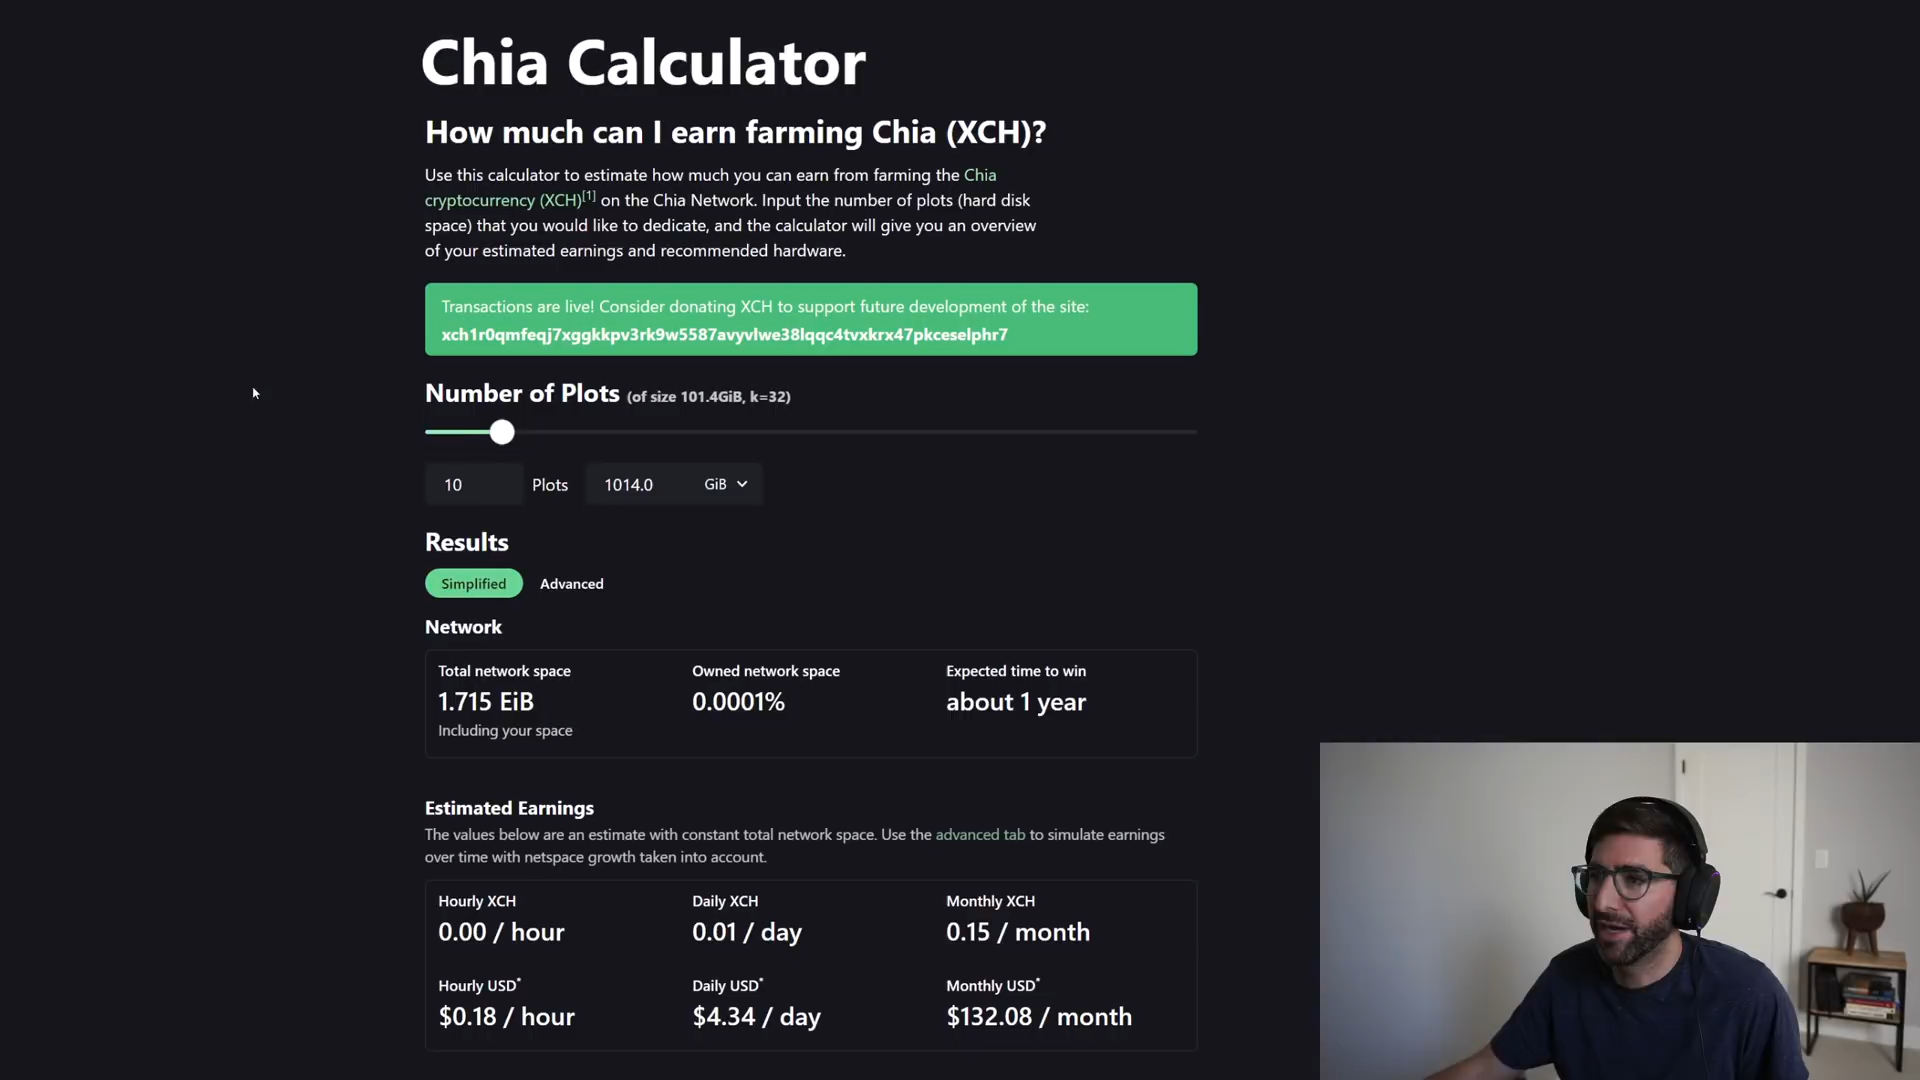 Chia Calculator
How much can I earn farming Chia (XCH)?
Use this calculator to estimate how much you can earn from farming the Chia
cryptocurrency (XCH)[1] on the Chia Network. Input the number of plots (hard disk
space) that you would like to dedicate, and the calculator will give you an overview
of your estimated earnings and recommended hardware.
Transactions are live! Consider donating XCH to support future development of the site:
xch1r0qmfeqj7xggkkpv3rk9w5587avyvlwe38lqqc4tvxkrx47pkceselphr7
Number of Plots (of size 101.4GiB, k=32)
10 Plots 1014.0 GiB
Results
Simplified Advanced
Network
Total network space Owned network space Expected time to win
1.715 EiB 0.0001% about 1 year
Including your space
Estimated Earnings
The values below are an estimate with constant total network space. Use the advanced tab to simulate earnings
over time with netspace growth taken into account.
Hourly XCH Daily XCH Monthly XCH
0.00 / hour 0.01 / day 0.15 / month
Hourly USD* Daily USD* Monthly USD*
$0.18 / hour $4.34 / day $132.08 / month